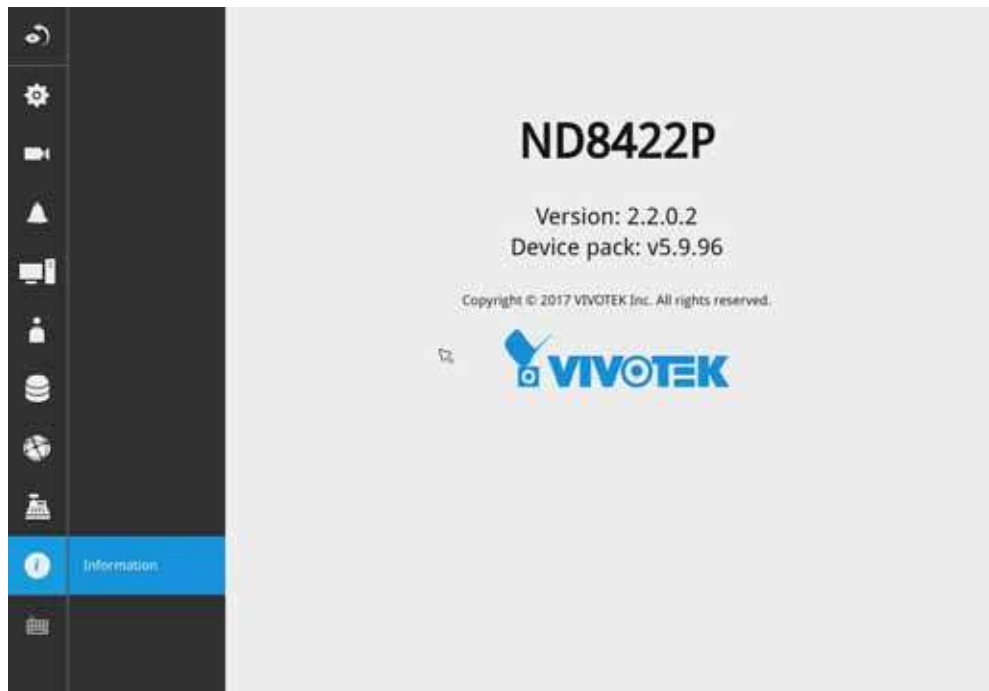 ND8422P
Version: 2.2.0.2
Device pack: v5.9.96
Copyright © 2017 VIVOTEK Inc. All rights reserved.
VIVOTEK
Information